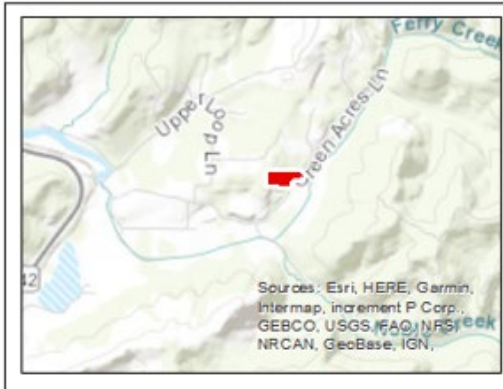 Ferry Creek
Upper Loop Ln
Green Acres Ln
42
Sources: Esri, HERE, Garmin,
Intermap, increment P Corp.,
GEBCO, USGS, FAO, NPS,
NRCAN, GeoBase, IGN,
Creek